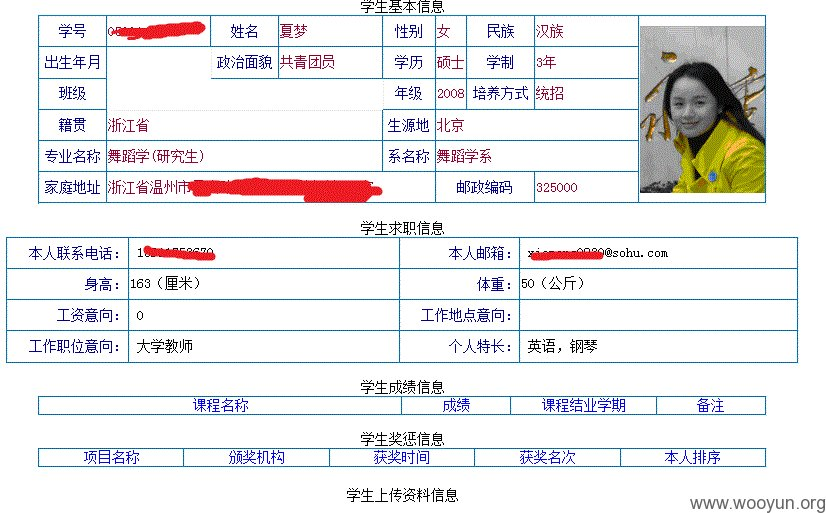 学生基本信息
学号 姓名 夏梦 性别 女 民族 汉族
出生年月 政治面貌 共青团员 学历 硕士 学制 3年
班级 年级 2008 培养方式 统招
籍贯 浙江省 生源地 北京
专业名称 舞蹈学(研究生) 系名称 舞蹈学系
家庭地址 浙江省温州市 邮政编码 325000
学生求职信息
本人联系电话: 本人邮箱: @sohu.com
身高: 163（厘米） 体重: 50（公斤）
工资意向: 0 工作地点意向:
工作职位意向: 大学教师 个人特长: 英语，钢琴
学生成绩信息
课程名称 成绩 课程结业学期 备注
学生奖惩信息
项目名称 颁奖机构 获奖时间 获奖名次 本人排序
学生上传资料信息
www.wooyun.org